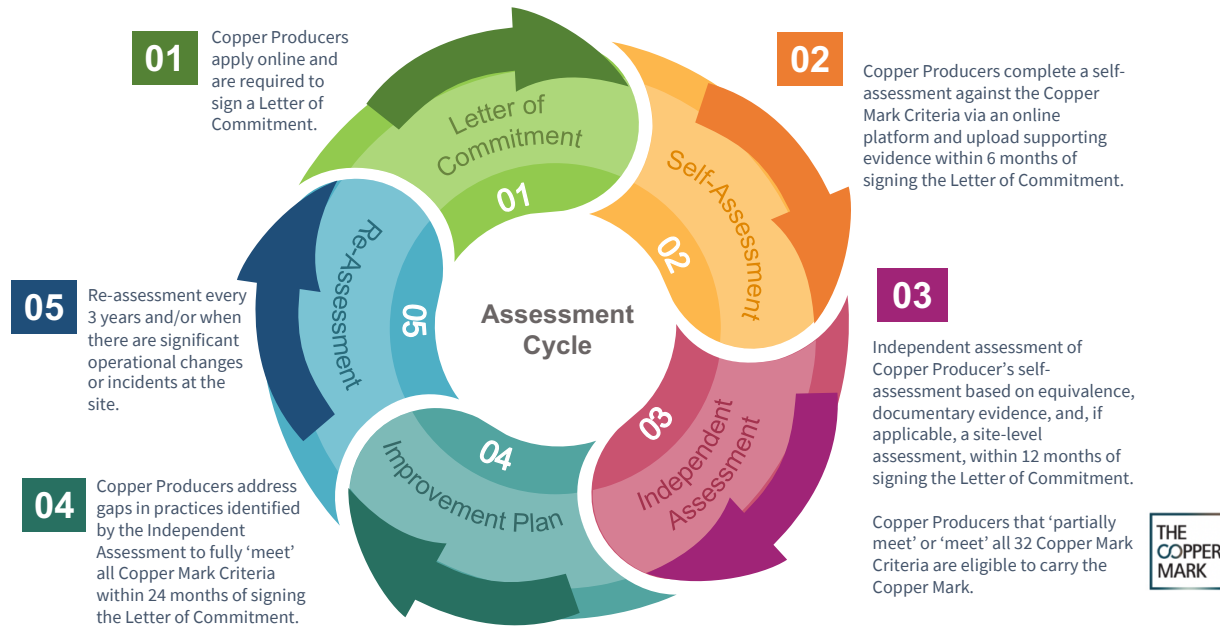 01
Copper Producers
apply online and
are required to
sign a Letter of
Commitment.
02
Copper Producers complete a self-
assessment against the Copper
Mark Criteria via an online
platform and upload supporting
evidence within 6 months of
signing the Letter of Commitment.
03
Independent assessment of
Copper Producer’s self-
assessment based on equivalence,
documentary evidence, and, if
applicable, a site-level
assessment, within 12 months of
signing the Letter of Commitment.
Copper Producers that ‘partially
meet’ or ‘meet’ all 32 Copper Mark
Criteria are eligible to carry the
Copper Mark.
THE
COPPER
MARK
04
Copper Producers address
gaps in practices identified
by the Independent
Assessment to fully ‘meet’
all Copper Mark Criteria
within 24 months of signing
the Letter of Commitment.
05
Re-assessment every
3 years and/or when
there are significant
operational changes
or incidents at the
site.
Letter of
Commitment
01
Self-Assessment
02
Independent
Assessment
03
Improvement Plan
04
Re-Assessment
05
Assessment
Cycle